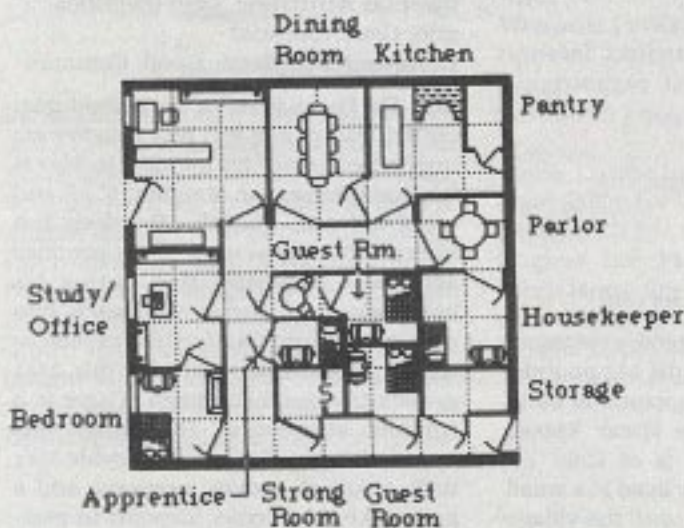 Dining
Room
Kitchen
Pantry
Parlor
Guest Rm.
Study/
Office
Housekeeper
Storage
Bedroom
Apprentice
Strong
Room
Guest
Room
S